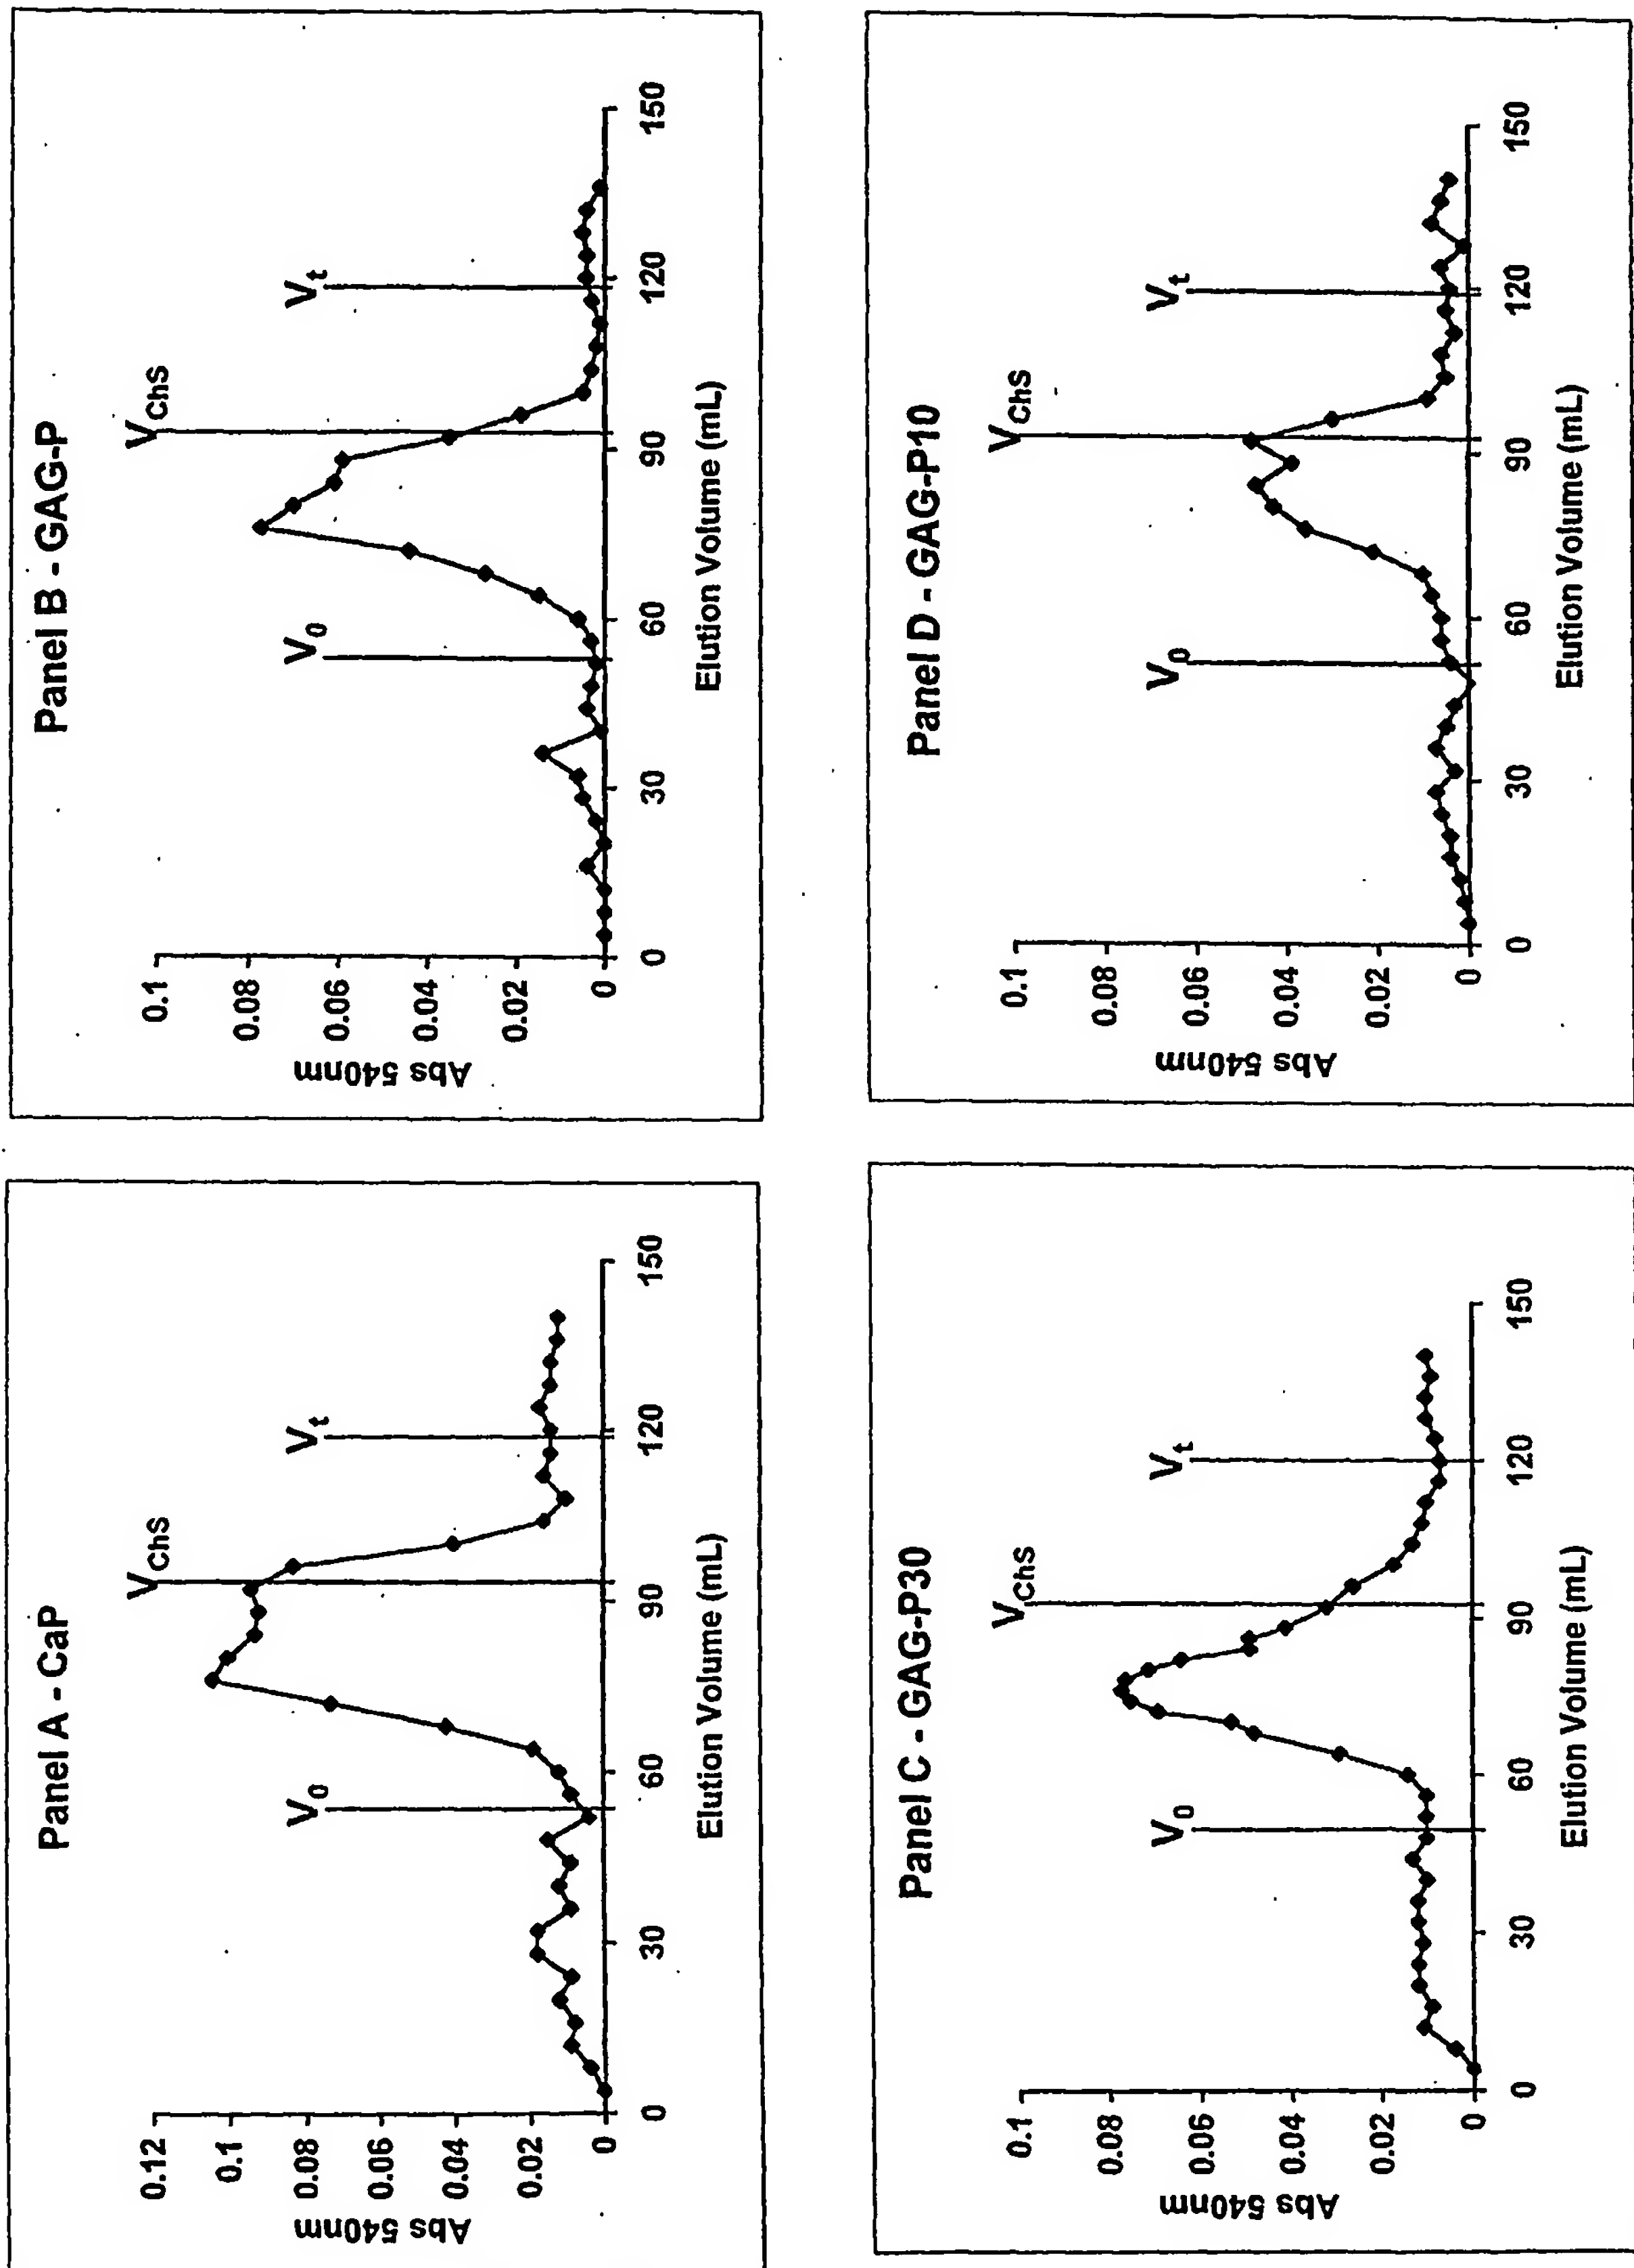 Panel A - CaP
Abs 540nm
0.12
0.1
0.08
0.06
0.04
0.02
0
V0
VChS
Vt
0
30
60
90
120
150
Elution Volume (mL)
Panel B - GAG-P
Abs 540nm
0.1
0.08
0.06
0.04
0.02
0
V0
VChS
Vt
0
30
60
90
120
150
Elution Volume (mL)
Panel C - GAG-P30
Abs 540nm
0.1
0.08
0.06
0.04
0.02
0
V0
VChS
Vt
0
30
60
90
120
150
Elution Volume (mL)
Panel D - GAG-P10
Abs 540nm
0.1
0.08
0.06
0.04
0.02
0
V0
VChS
Vt
0
30
60
90
120
150
Elution Volume (mL)